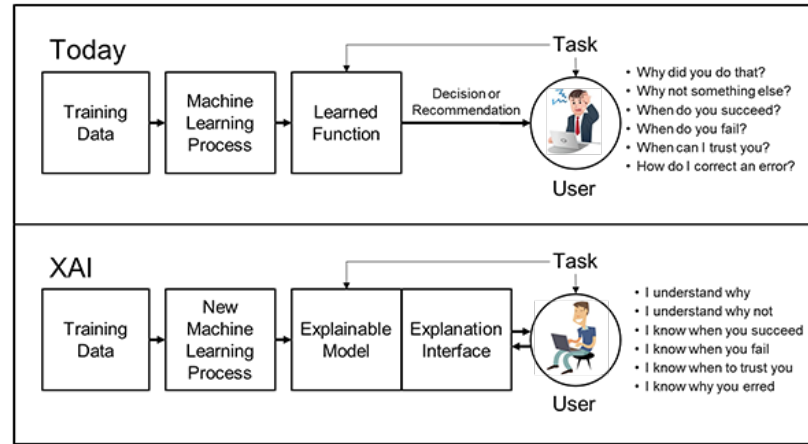 Today
Task
Training
Data
Machine
Learning
Process
Learned
Function
Decision or
Recommendation
User
• Why did you do that?
• Why not something else?
• When do you succeed?
• When do you fail?
• When can I trust you?
• How do I correct an error?
XAI
Task
Training
Data
New
Machine
Learning
Process
Explainable
Model
Explanation
Interface
User
• I understand why
• I understand why not
• I know when you succeed
• I know when you fail
• I know when to trust you
• I know why you erred